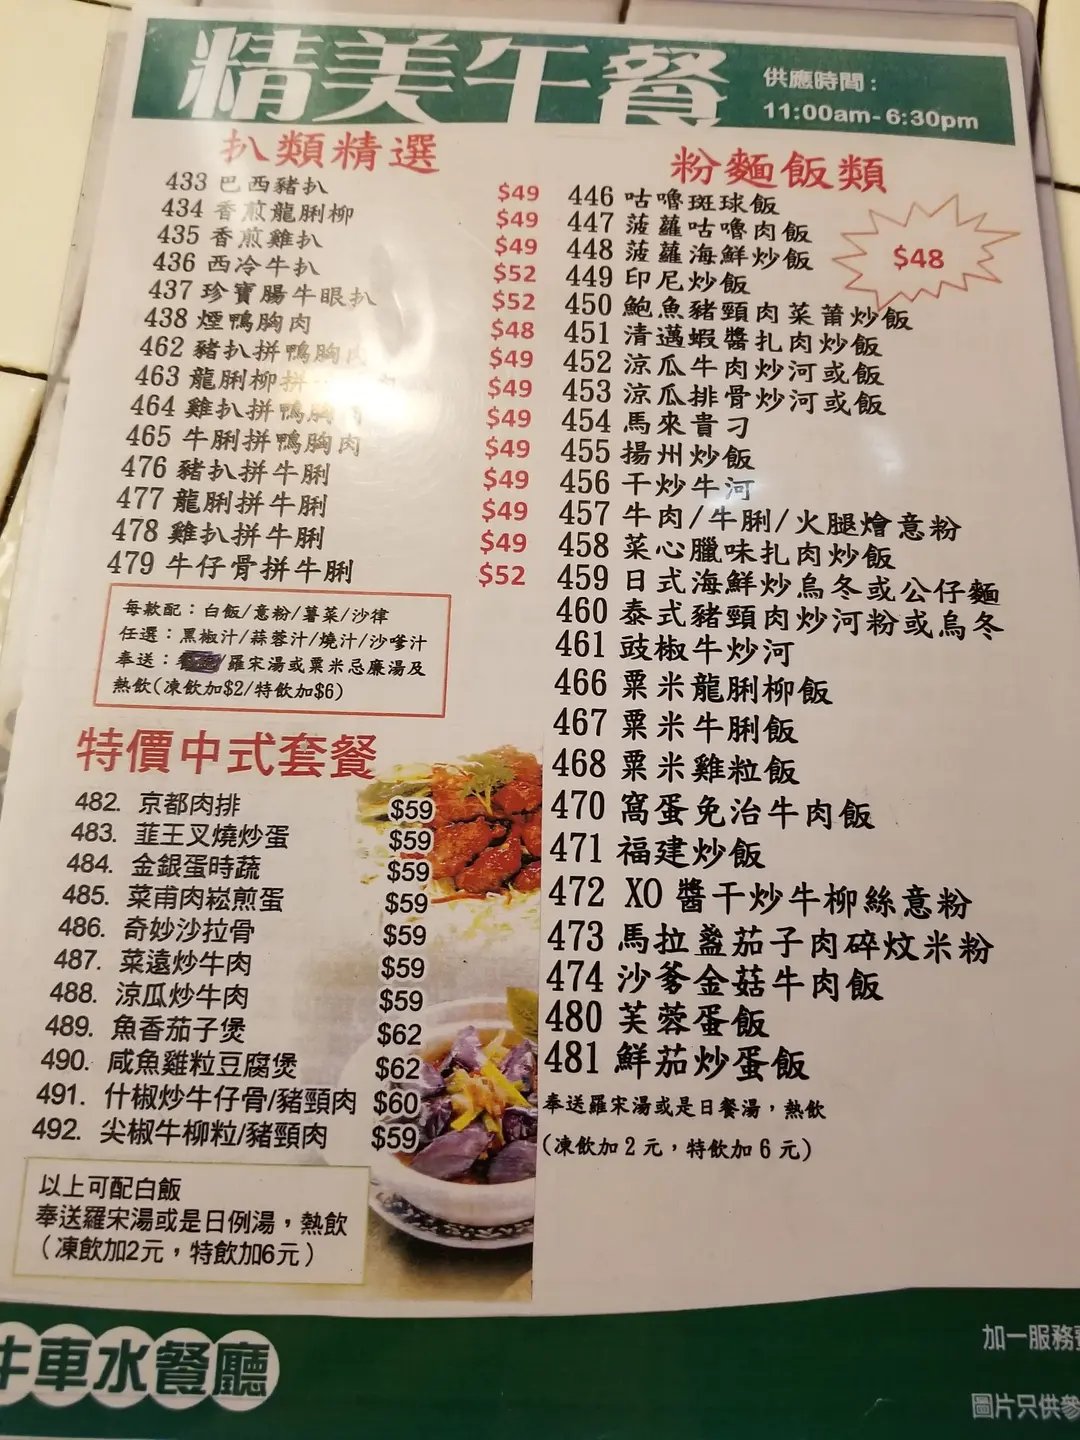 精美午餐
供應時間：
11:00am-6:30pm
扒類精選
433 巴西豬扒 $49
434 香煎龍脷柳 $49
435 香煎雞扒 $49
436 西冷牛扒 $52
437 珍寶腸牛眼扒 $52
438 煙鴨胸肉 $48
462 豬扒拼鴨胸肉 $49
463 龍脷柳拼 $49
464 雞扒拼鴨胸 $49
465 牛脷拼鴨胸肉 $49
476 豬扒拼牛脷 $49
477 龍脷拼牛脷 $49
478 雞扒拼牛脷 $49
479 牛仔骨拼牛脷 $52
每款配：白飯/意粉/薯菜/沙律
任選：黑椒汁/蒜蓉汁/燒汁/沙嗲汁
奉送：/羅宋湯或粟米忌廉湯及
熱飲(凍飲加$2/特飲加$6)
特價中式套餐
482. 京都肉排 $59
483. 韮王叉燒炒蛋 $59
484. 金銀蛋時蔬 $59
485. 菜甫肉崧煎蛋 $59
486. 奇妙沙拉骨 $59
487. 菜遠炒牛肉 $59
488. 涼瓜炒牛肉 $59
489. 魚香茄子煲 $62
490. 咸魚雞粒豆腐煲 $62
491. 什椒炒牛仔骨/豬頸肉 $60
492. 尖椒牛柳粒/豬頸肉 $59
以上可配白飯
奉送羅宋湯或是日例湯，熱飲
（凍飲加2元，特飲加6元）
粉麵飯類
$48
446 咕嚕斑球飯
447 菠蘿咕嚕肉飯
448 菠蘿海鮮炒飯
449 印尼炒飯
450 鮑魚豬頸肉菜莆炒飯
451 清邁蝦醬扎肉炒飯
452 涼瓜牛肉炒河或飯
453 涼瓜排骨炒河或飯
454 馬來貴刁
455 揚州炒飯
456 干炒牛河
457 牛肉/牛脷/火腿燴意粉
458 菜心臘味扎肉炒飯
459 日式海鮮炒烏冬或公仔麵
460 泰式豬頸肉炒河粉或烏冬
461 豉椒牛炒河
466 粟米龍脷柳飯
467 粟米牛脷飯
468 粟米雞粒飯
470 窩蛋免治牛肉飯
471 福建炒飯
472 XO 醬干炒牛柳絲意粉
473 馬拉盞茄子肉碎炆米粉
474 沙爹金菇牛肉飯
480 芙蓉蛋飯
481 鮮茄炒蛋飯
奉送羅宋湯或是日餐湯，熱飲
(凍飲加 2 元，特飲加 6 元)
牛車水餐廳
加一服務
圖片只供參